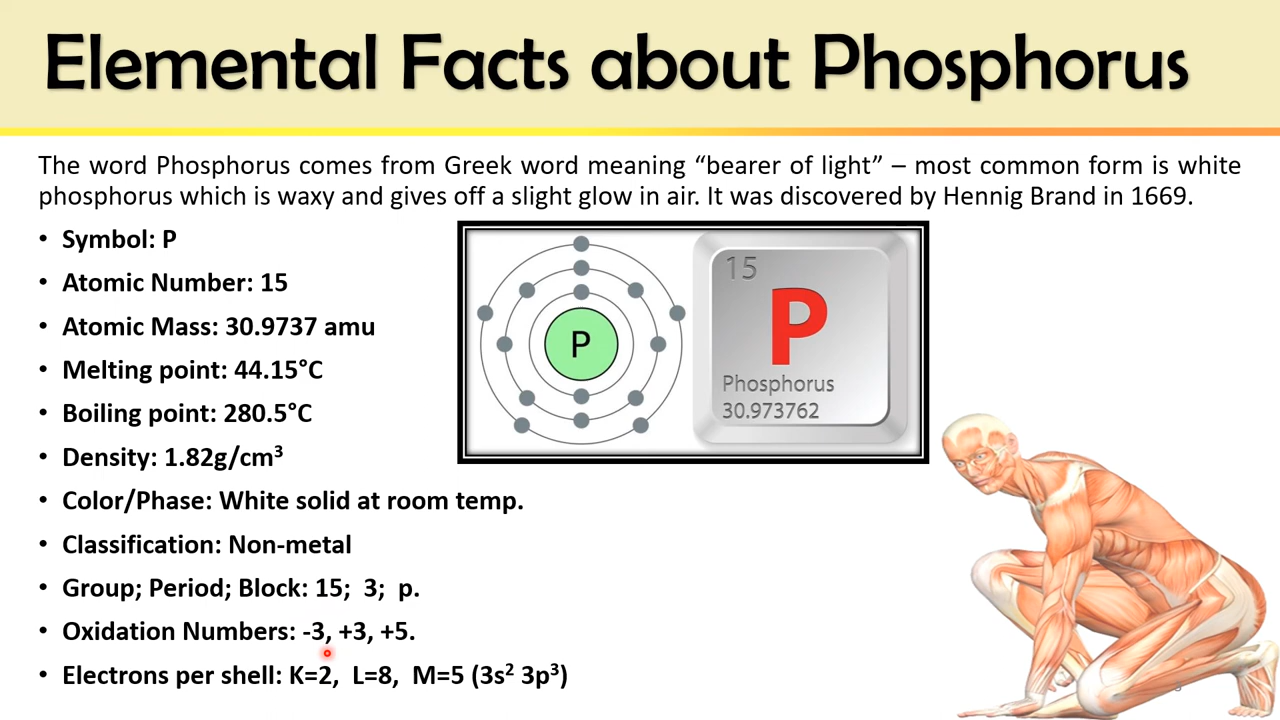 Elemental Facts about Phosphorus
The word Phosphorus comes from Greek word meaning “bearer of light” – most common form is white
phosphorus which is waxy and gives off a slight glow in air. It was discovered by Hennig Brand in 1669.
• Symbol: P
• Atomic Number: 15
• Atomic Mass: 30.9737 amu
• Melting point: 44.15°C
• Boiling point: 280.5°C
• Density: 1.82g/cm³
• Color/Phase: White solid at room temp.
• Classification: Non-metal
• Group; Period; Block: 15; 3; p.
• Oxidation Numbers: -3, +3, +5.
• Electrons per shell: K=2, L=8, M=5 (3s² 3p³)
P
15
P
Phosphorus
30.973762